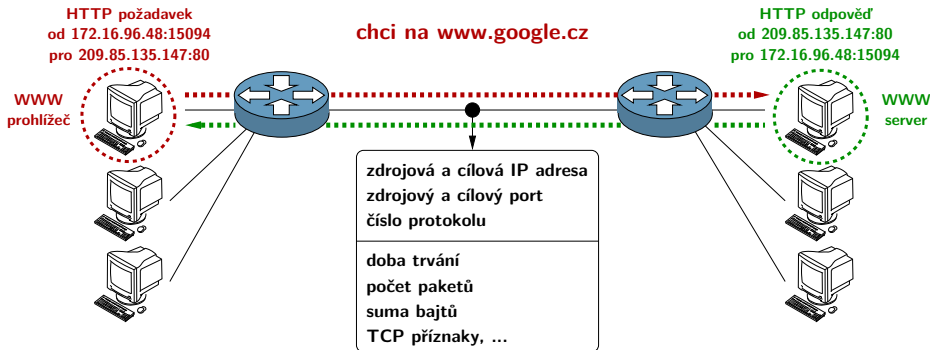 HTTP požadavek
od 172.16.96.48:15094
pro 209.85.135.147:80
chci na www.google.cz
HTTP odpověď
od 209.85.135.147:80
pro 172.16.96.48:15094
WWW
prohlížeč
WWW
server
zdrojová a cílová IP adresa
zdrojový a cílový port
číslo protokolu
doba trvání
počet paketů
suma bajtů
TCP příznaky, ...